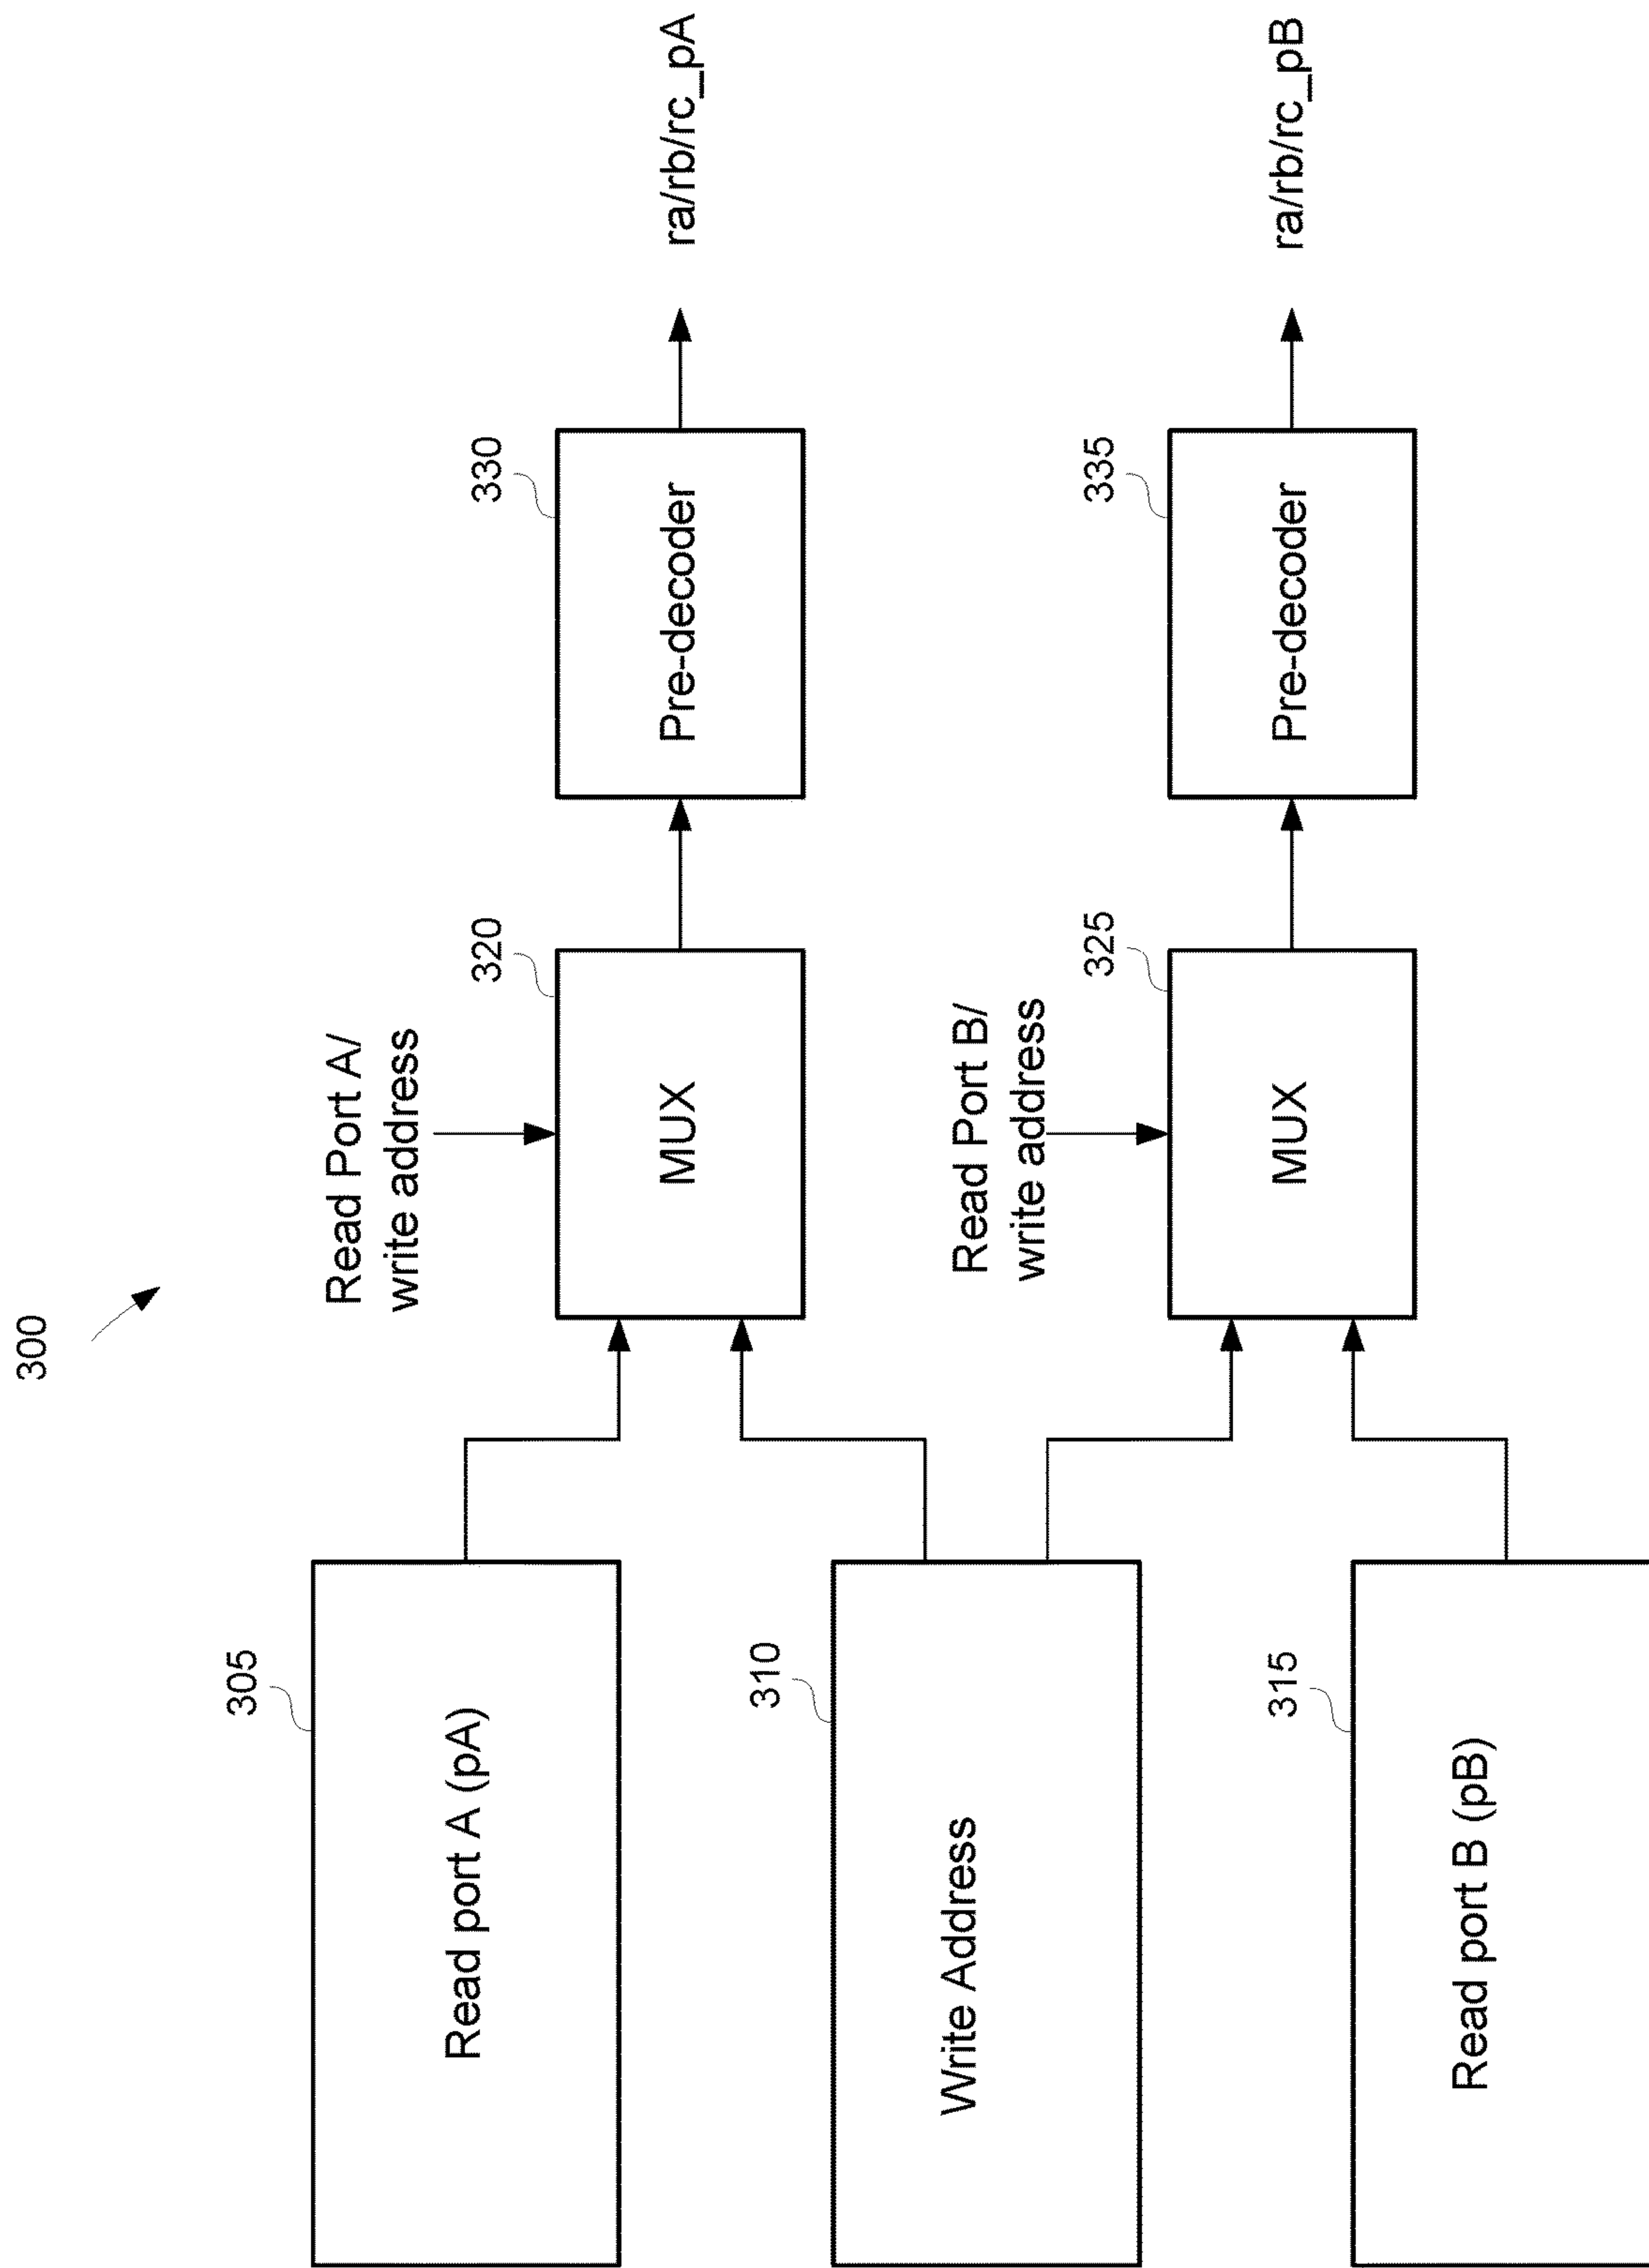 300
305
Read port A (pA)
Read Port A/
write address
320
MUX
330
Pre-decoder
ra/rb/rc_pA
310
Write Address
315
Read port B (pB)
Read Port B/
write address
325
MUX
335
Pre-decoder
ra/rb/rc_pB